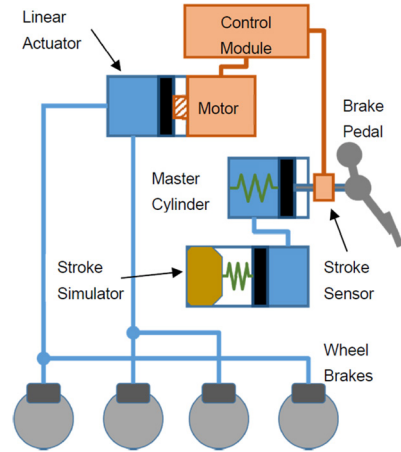 Linear
Actuator
Control
Module
Motor
Brake
Pedal
Master
Cylinder
Stroke
Simulator
Stroke
Sensor
Wheel
Brakes